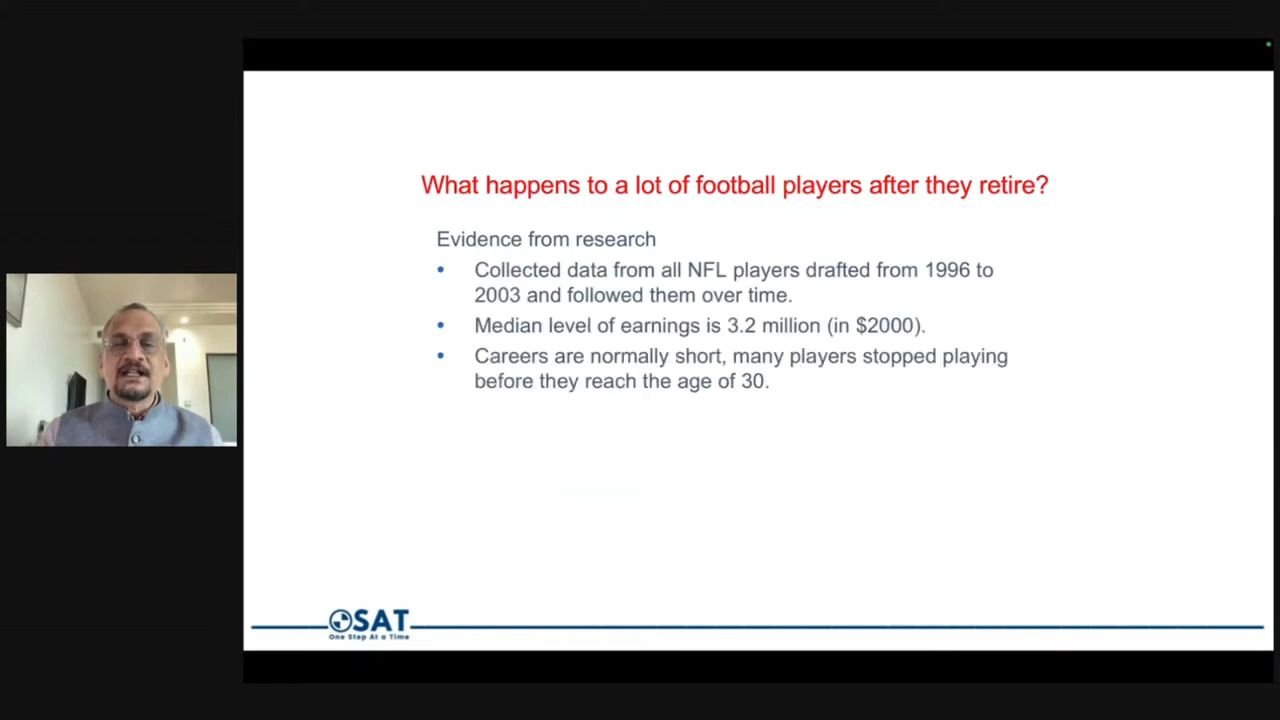 What happens to a lot of football players after they retire?
Evidence from research
• Collected data from all NFL players drafted from 1996 to
2003 and followed them over time.
• Median level of earnings is 3.2 million (in $2000).
• Careers are normally short, many players stopped playing
before they reach the age of 30.
OSAT
One Step At a Time